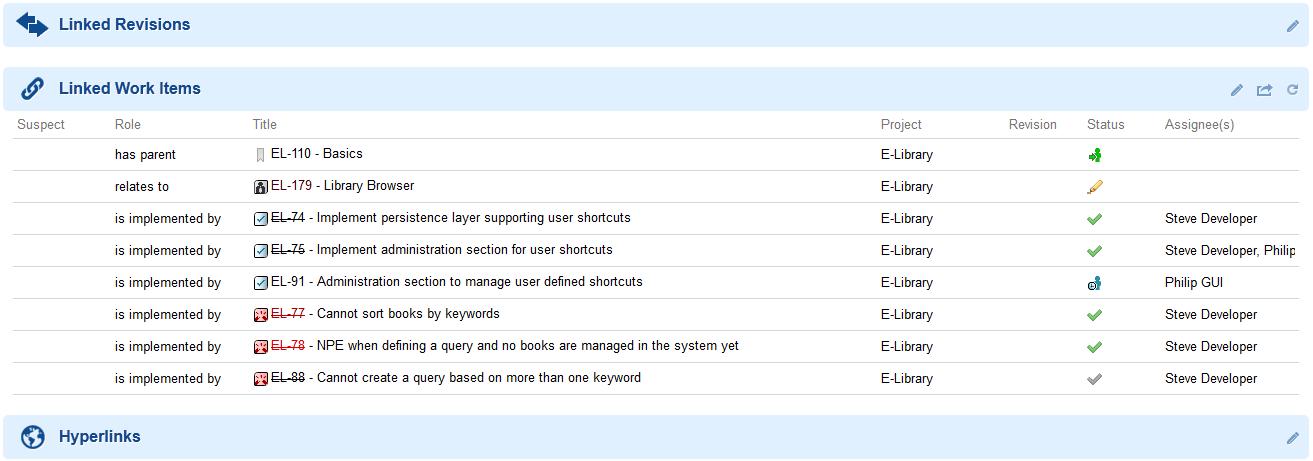 Linked Revisions
Linked Work Items
Suspect Role Title Project Revision Status Assignee(s)
has parent EL-110 - Basics E-Library
relates to EL-179 - Library Browser E-Library
is implemented by EL-74 - Implement persistence layer supporting user shortcuts E-Library Steve Developer
is implemented by EL-75 - Implement administration section for user shortcuts E-Library Steve Developer, Philip
is implemented by EL-91 - Administration section to manage user defined shortcuts E-Library Philip GUI
is implemented by EL-77 - Cannot sort books by keywords E-Library Steve Developer
is implemented by EL-78 - NPE when defining a query and no books are managed in the system yet E-Library Steve Developer
is implemented by EL-88 - Cannot create a query based on more than one keyword E-Library Steve Developer
Hyperlinks